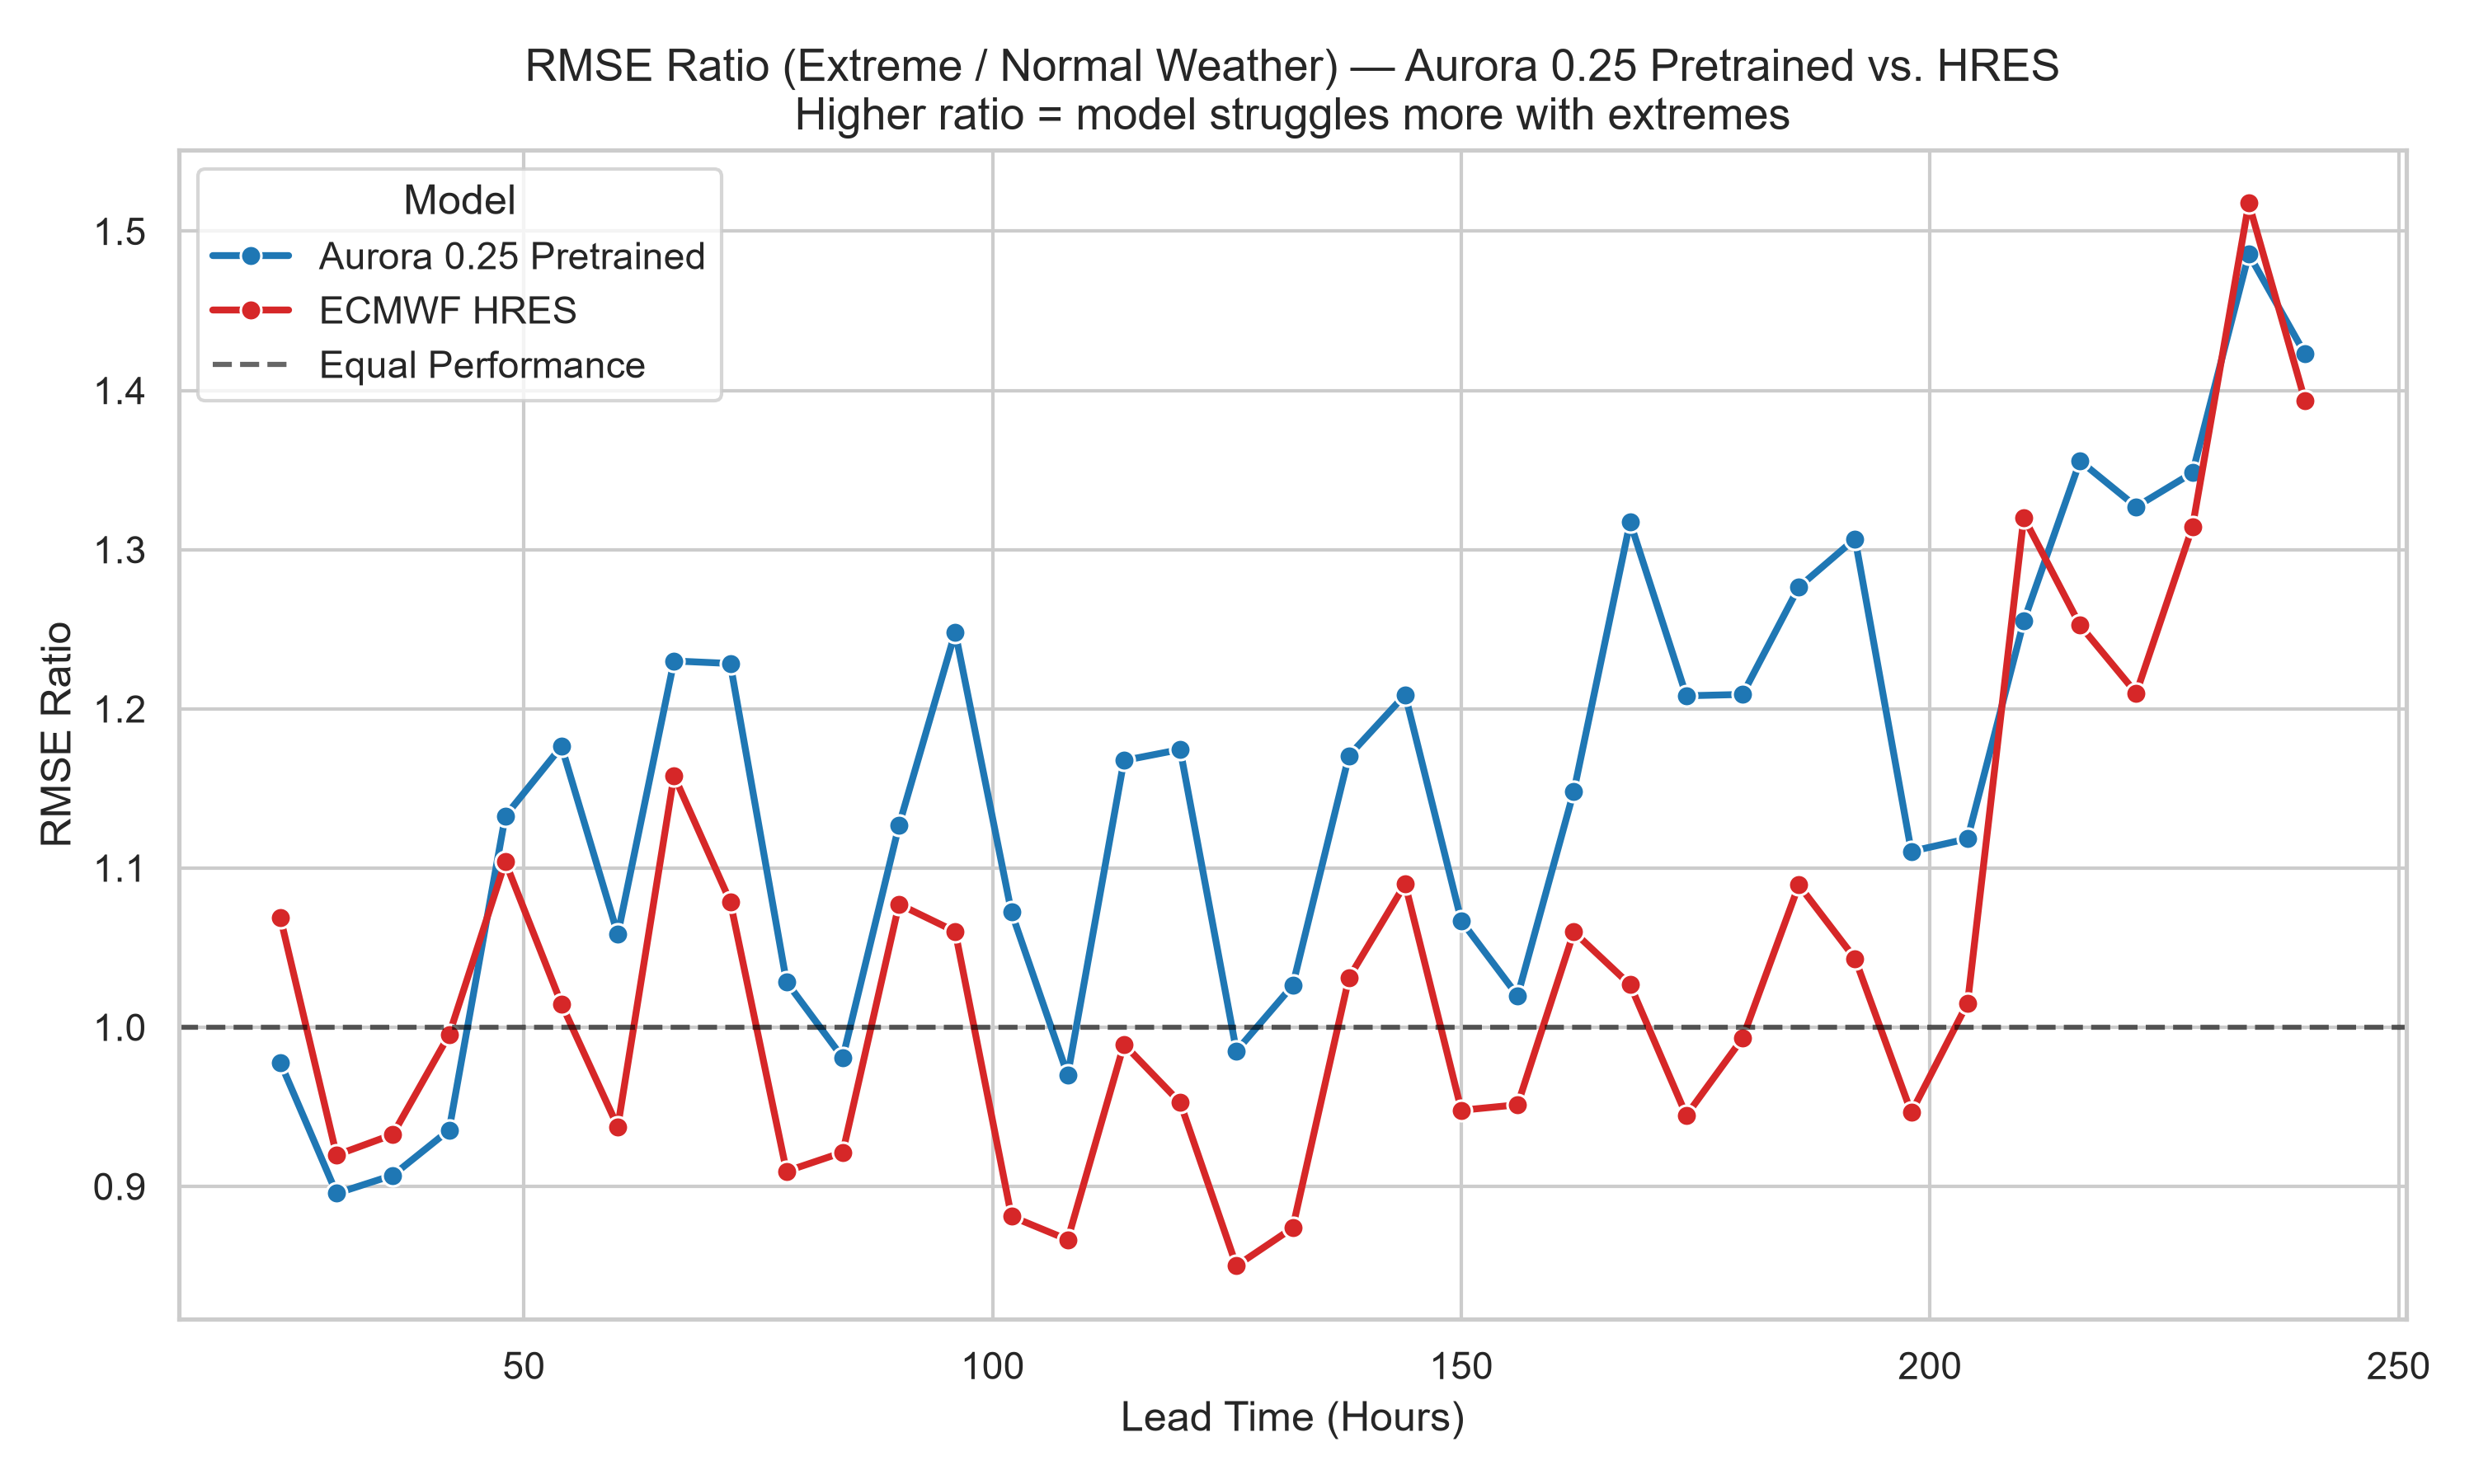 RMSE Ratio (Extreme / Normal Weather) — Aurora 0.25 Pretrained vs. HRES
Higher ratio = model struggles more with extremes
Model
Aurora 0.25 Pretrained
ECMWF HRES
Equal Performance
RMSE Ratio
1.5
1.4
1.3
1.2
1.1
1.0
0.9
50 100 150 200 250
Lead Time (Hours)